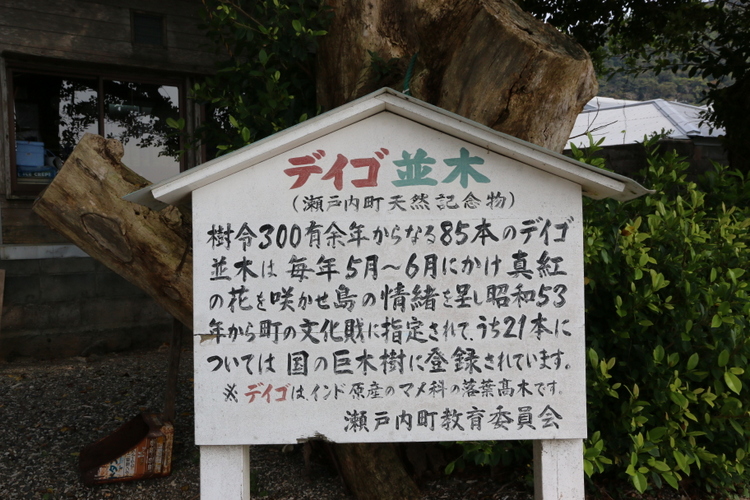 デイゴ並木
(瀬戸内町天然記念物)
樹令300有余年からなる85本のデイゴ
並木は毎年5月〜6月にかけ真紅
の花を咲かせ島の情緒を呈し昭和53
年から町の文化財に指定されて、うち21本に
ついては国の巨木樹に登録されています。
※デイゴは、インド原産のマメ科の落葉高木です。
瀬戸内町教育委員会